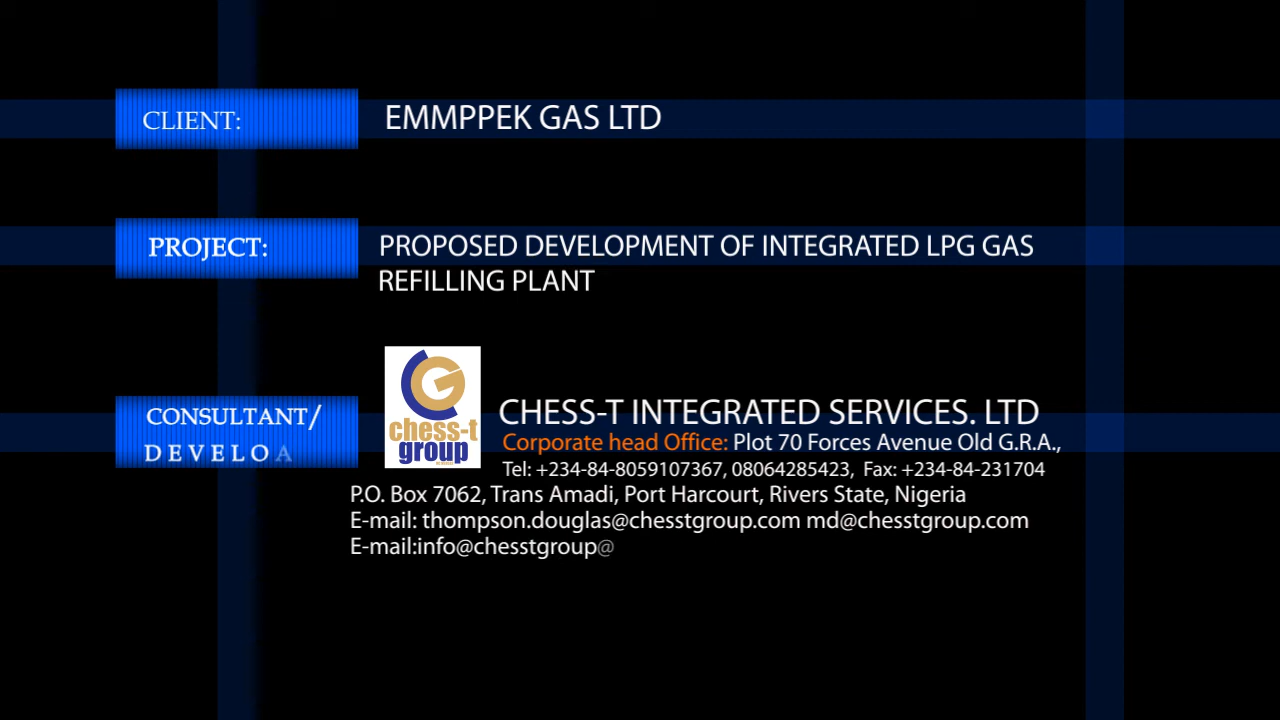 CLIENT: EMMPPEK GAS LTD
PROJECT: PROPOSED DEVELOPMENT OF INTEGRATED LPG GAS
REFILLING PLANT
chess-t
group
CONSULTANT/
DEVELOA
CHESS-T INTEGRATED SERVICES. LTD
Corporate head Office: Plot 70 Forces Avenue Old G.R.A.,
Tel: +234-84-8059107367, 08064285423, Fax: +234-84-231704
P.O. Box 7062, Trans Amadi, Port Harcourt, Rivers State, Nigeria
E-mail: thompson.douglas@chesstgroup.com md@chesstgroup.com
E-mail:info@chesstgroup@